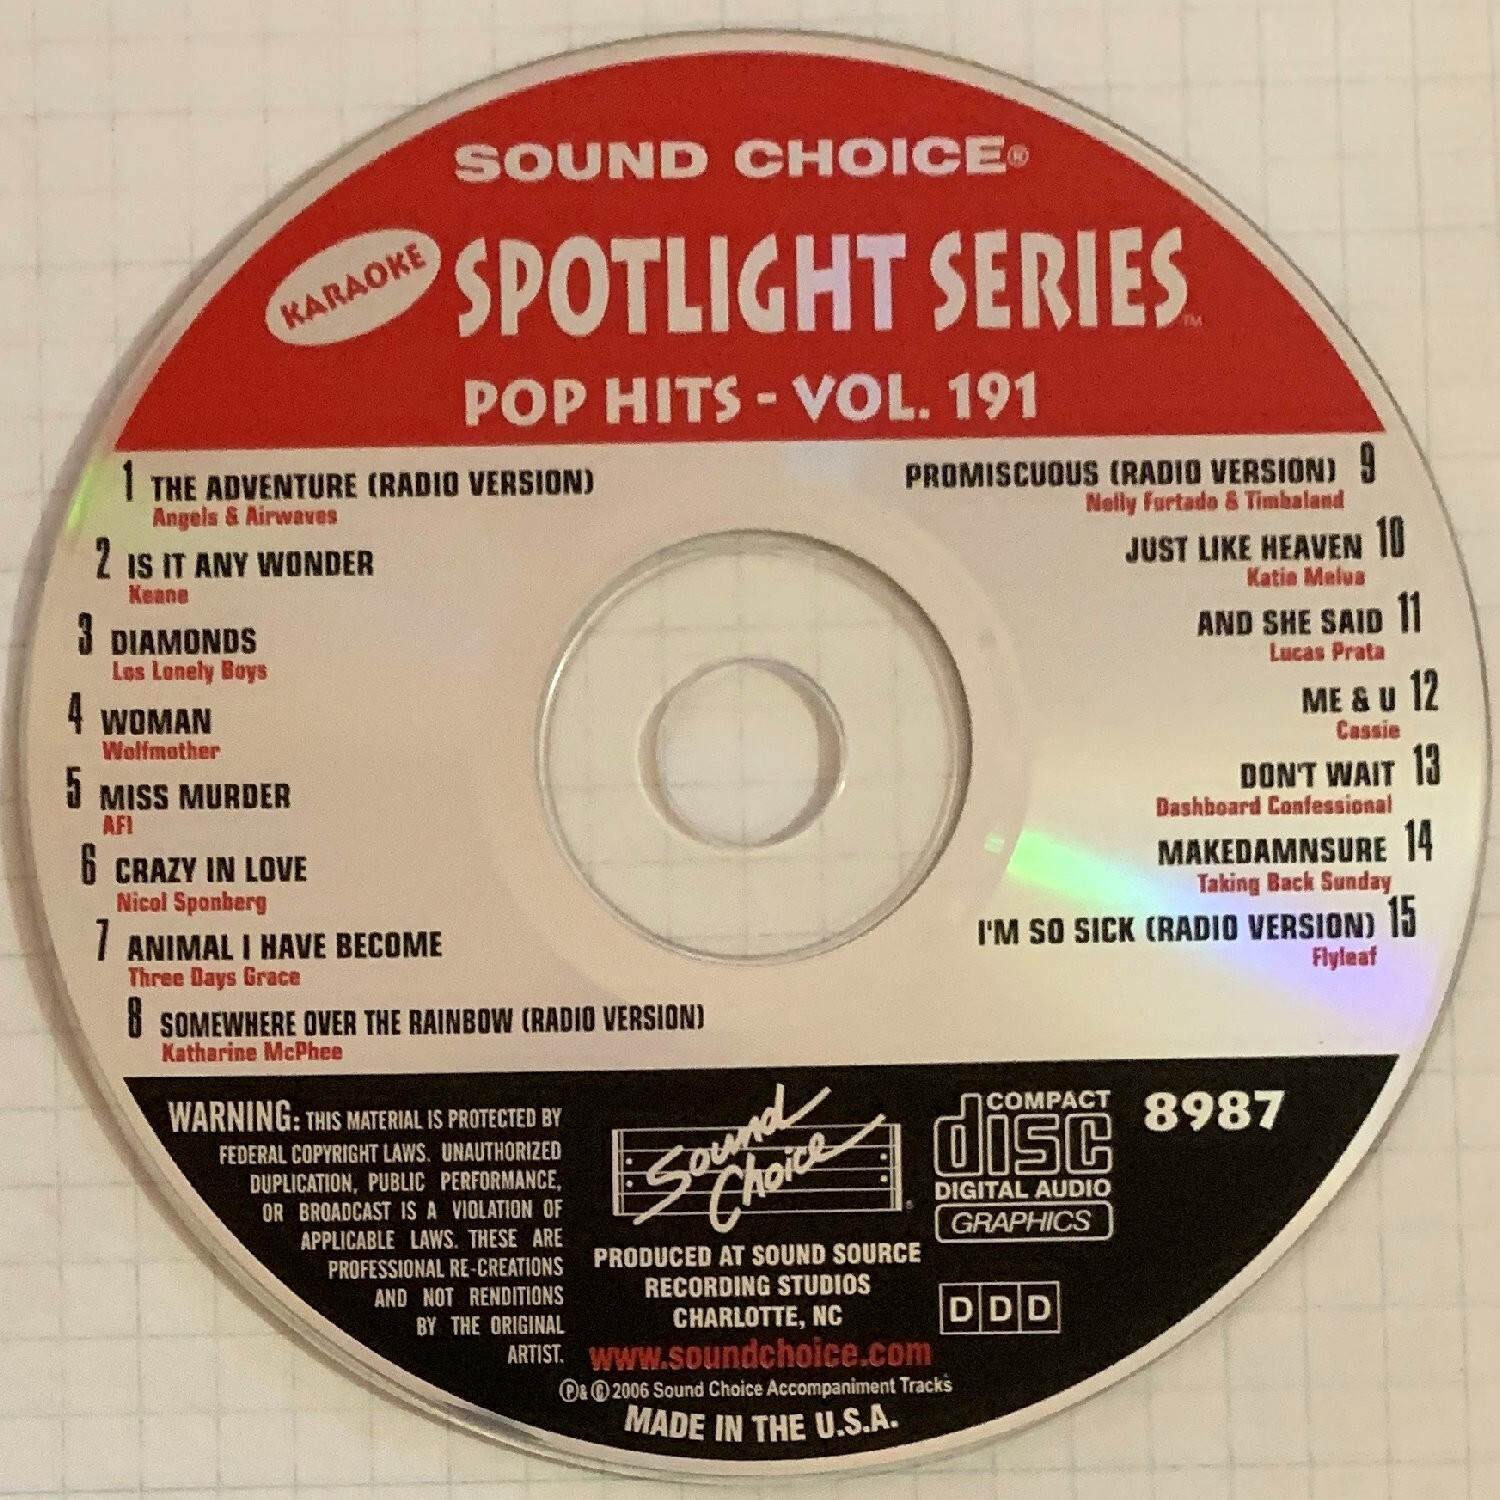 SOUND CHOICE®
KARAOKE
SPOTLIGHT SERIES™
POP HITS - VOL. 191
1 THE ADVENTURE (RADIO VERSION)
Angels & Airwaves
2 IS IT ANY WONDER
Keane
3 DIAMONDS
Los Lonely Boys
4 WOMAN
Wolfmother
5 MISS MURDER
AFI
6 CRAZY IN LOVE
Nicol Sponberg
7 ANIMAL I HAVE BECOME
Three Days Grace
8 SOMEWHERE OVER THE RAINBOW (RADIO VERSION)
Katharine McPhee
PROMISCUOUS (RADIO VERSION) 9
Nelly Furtado & Timbaland
JUST LIKE HEAVEN 10
Katie Melua
AND SHE SAID 11
Lucas Prata
ME & U 12
Cassie
DON'T WAIT 13
Dashboard Confessional
MAKEDAMNSURE 14
Taking Back Sunday
I'M SO SICK (RADIO VERSION) 15
Flyleaf
WARNING: THIS MATERIAL IS PROTECTED BY
FEDERAL COPYRIGHT LAWS. UNAUTHORIZED
DUPLICATION, PUBLIC PERFORMANCE,
OR BROADCAST IS A VIOLATION OF
APPLICABLE LAWS. THESE ARE
PROFESSIONAL RE-CREATIONS
AND NOT RENDITIONS
BY THE ORIGINAL
ARTIST.
Sound
Choice®
PRODUCED AT SOUND SOURCE
RECORDING STUDIOS
CHARLOTTE, NC
www.soundchoice.com
℗&© 2006 Sound Choice Accompaniment Tracks
MADE IN THE U.S.A.
COMPACT
disc
DIGITAL AUDIO
GRAPHICS
8987
DDD